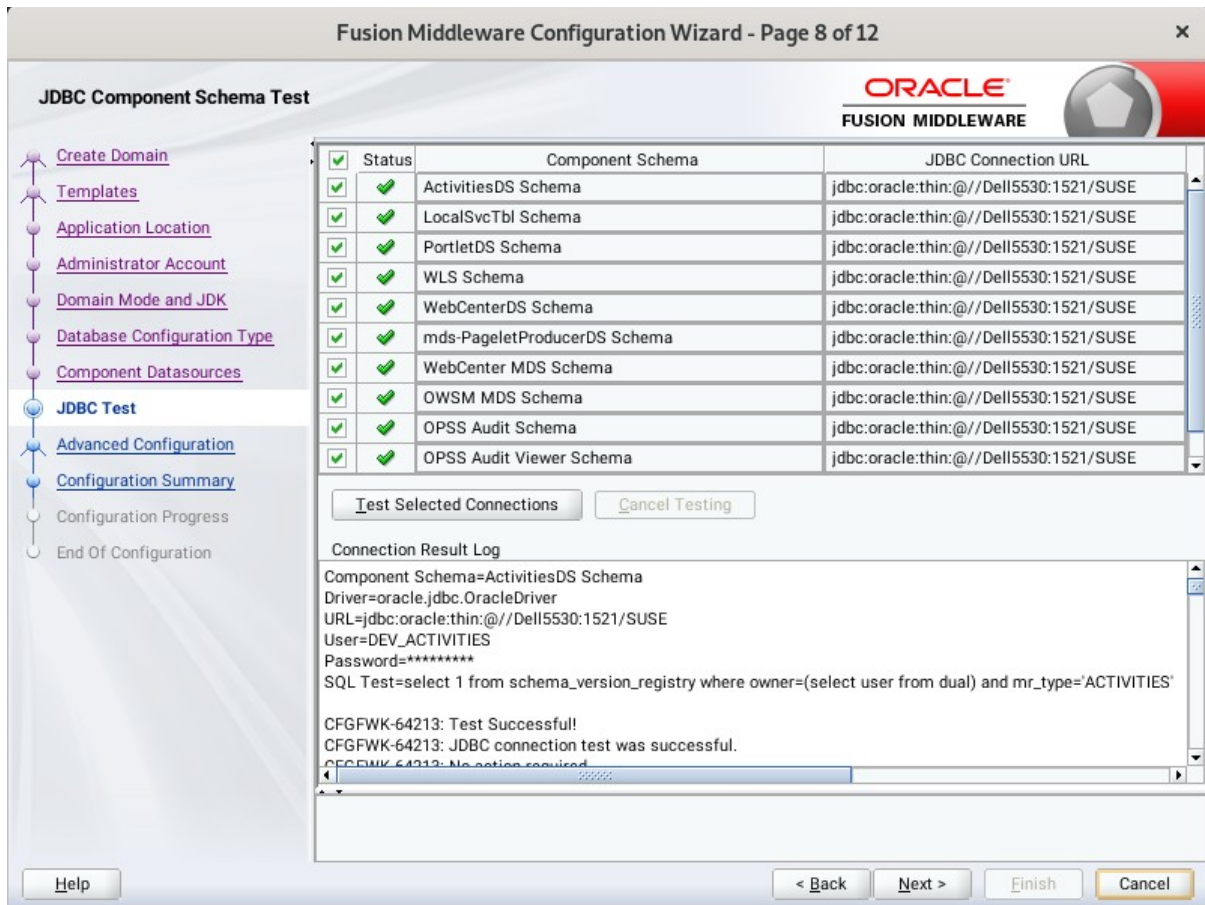 Fusion Middleware Configuration Wizard - Page 8 of 12
JDBC Component Schema Test
ORACLE
FUSION MIDDLEWARE
Create Domain
Templates
Application Location
Administrator Account
Domain Mode and JDK
Database Configuration Type
Component Datasources
JDBC Test
Advanced Configuration
Configuration Summary
Configuration Progress
End Of Configuration
Status Component Schema JDBC Connection URL
ActivitiesDS Schema jdbc:oracle:thin:@//Dell5530:1521/SUSE
LocalSvcTbl Schema jdbc:oracle:thin:@//Dell5530:1521/SUSE
PortletDS Schema jdbc:oracle:thin:@//Dell5530:1521/SUSE
WLS Schema jdbc:oracle:thin:@//Dell5530:1521/SUSE
WebCenterDS Schema jdbc:oracle:thin:@//Dell5530:1521/SUSE
mds-PageletProducerDS Schema jdbc:oracle:thin:@//Dell5530:1521/SUSE
WebCenter MDS Schema jdbc:oracle:thin:@//Dell5530:1521/SUSE
OWSM MDS Schema jdbc:oracle:thin:@//Dell5530:1521/SUSE
OPSS Audit Schema jdbc:oracle:thin:@//Dell5530:1521/SUSE
OPSS Audit Viewer Schema jdbc:oracle:thin:@//Dell5530:1521/SUSE
Test Selected Connections Cancel Testing
Connection Result Log
Component Schema=ActivitiesDS Schema
Driver=oracle.jdbc.OracleDriver
URL=jdbc:oracle:thin:@//Dell5530:1521/SUSE
User=DEV_ACTIVITIES
Password=*********
SQL Test=select 1 from schema_version_registry where owner=(select user from dual) and mr_type='ACTIVITIES'
CFGFWK-64213: Test Successful!
CFGFWK-64213: JDBC connection test was successful.
CFGFWK-64213: No action required
Help < Back Next > Finish Cancel